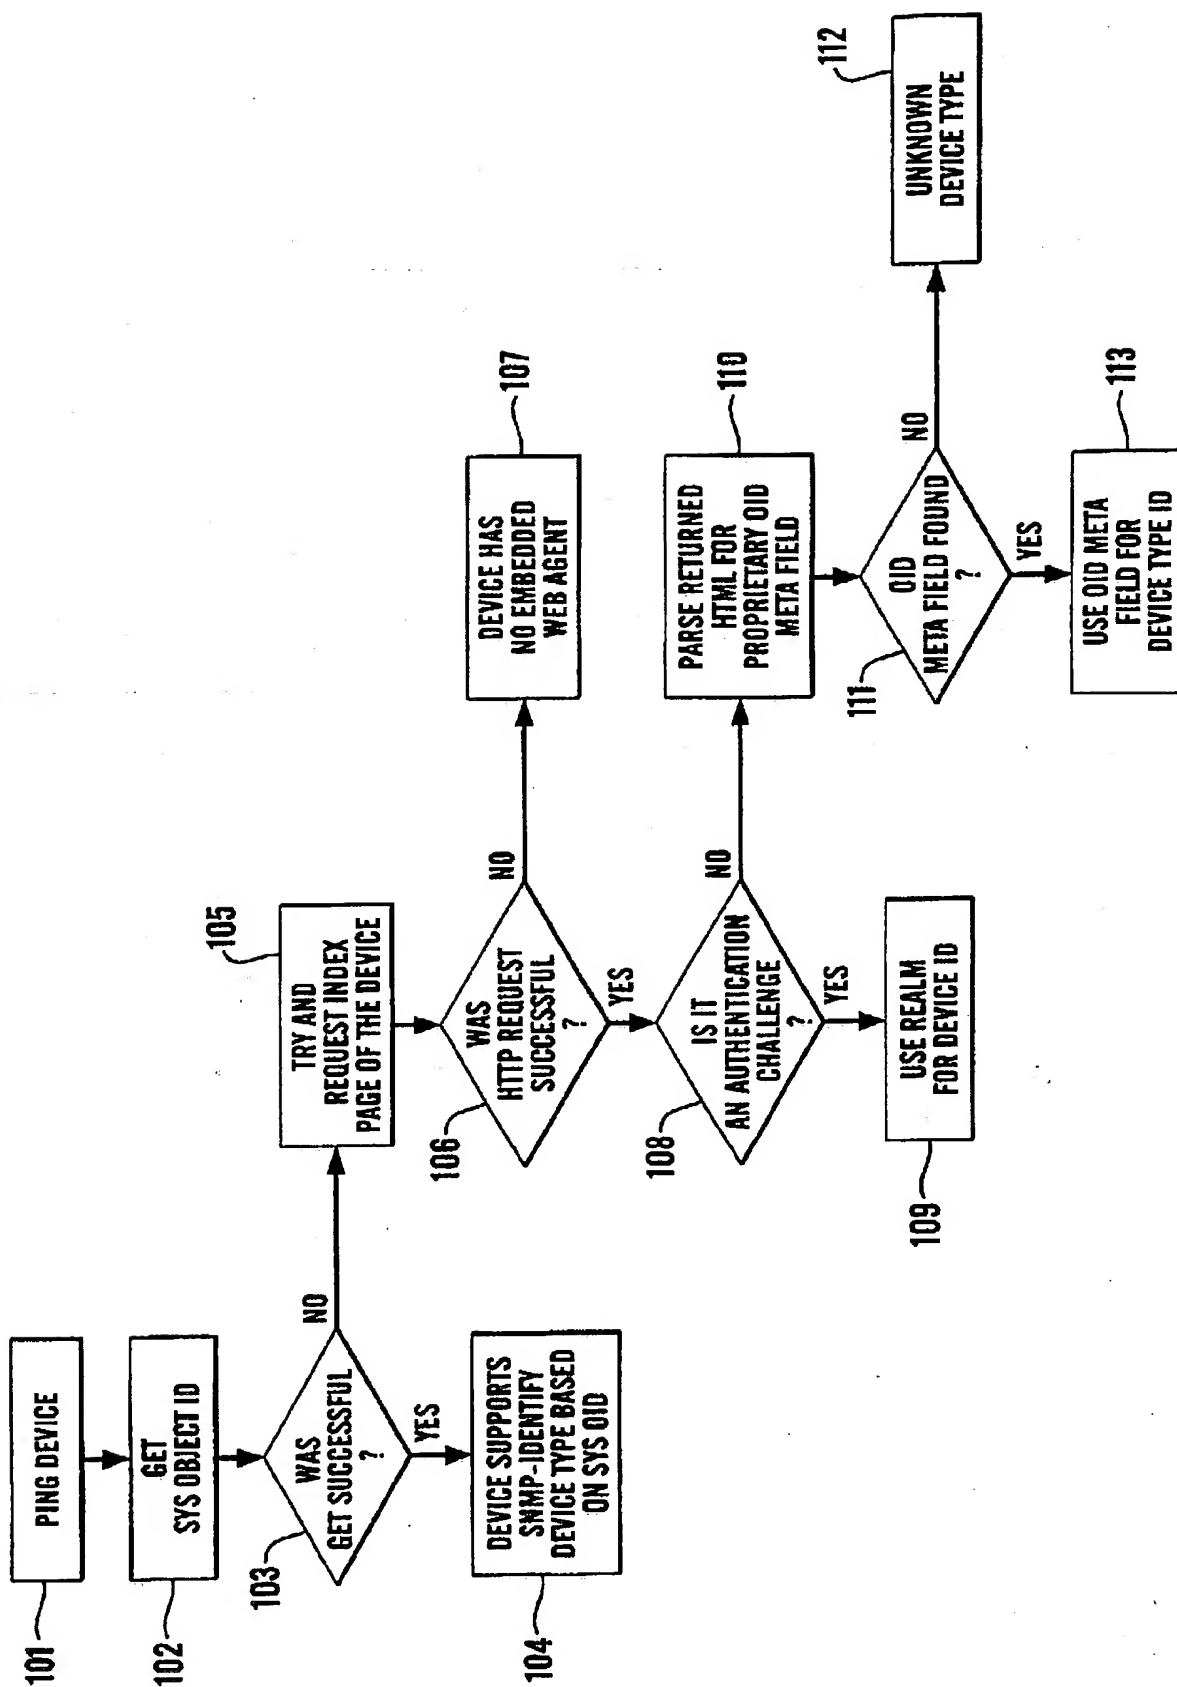 101
PING DEVICE
102
GET
SYS OBJECT ID
103
WAS
GET SUCCESSFUL
?
NO
YES
104
DEVICE SUPPORTS
SNMP-IDENTIFY
DEVICE TYPE BASED
ON SYS OID
105
TRY AND
REQUEST INDEX
PAGE OF THE DEVICE
106
WAS
HTTP REQUEST
SUCCESSFUL
?
NO
YES
107
DEVICE HAS
NO EMBEDDED
WEB AGENT
108
IS IT
AN AUTHENTICATION
CHALLENGE
?
NO
YES
109
USE REALM
FOR DEVICE ID
110
PARSE RETURNED
HTML FOR
PROPRIETARY OID
META FIELD
111
OID
META FIELD FOUND
?
NO
YES
112
UNKNOWN
DEVICE TYPE
113
USE OID META
FIELD FOR
DEVICE TYPE ID